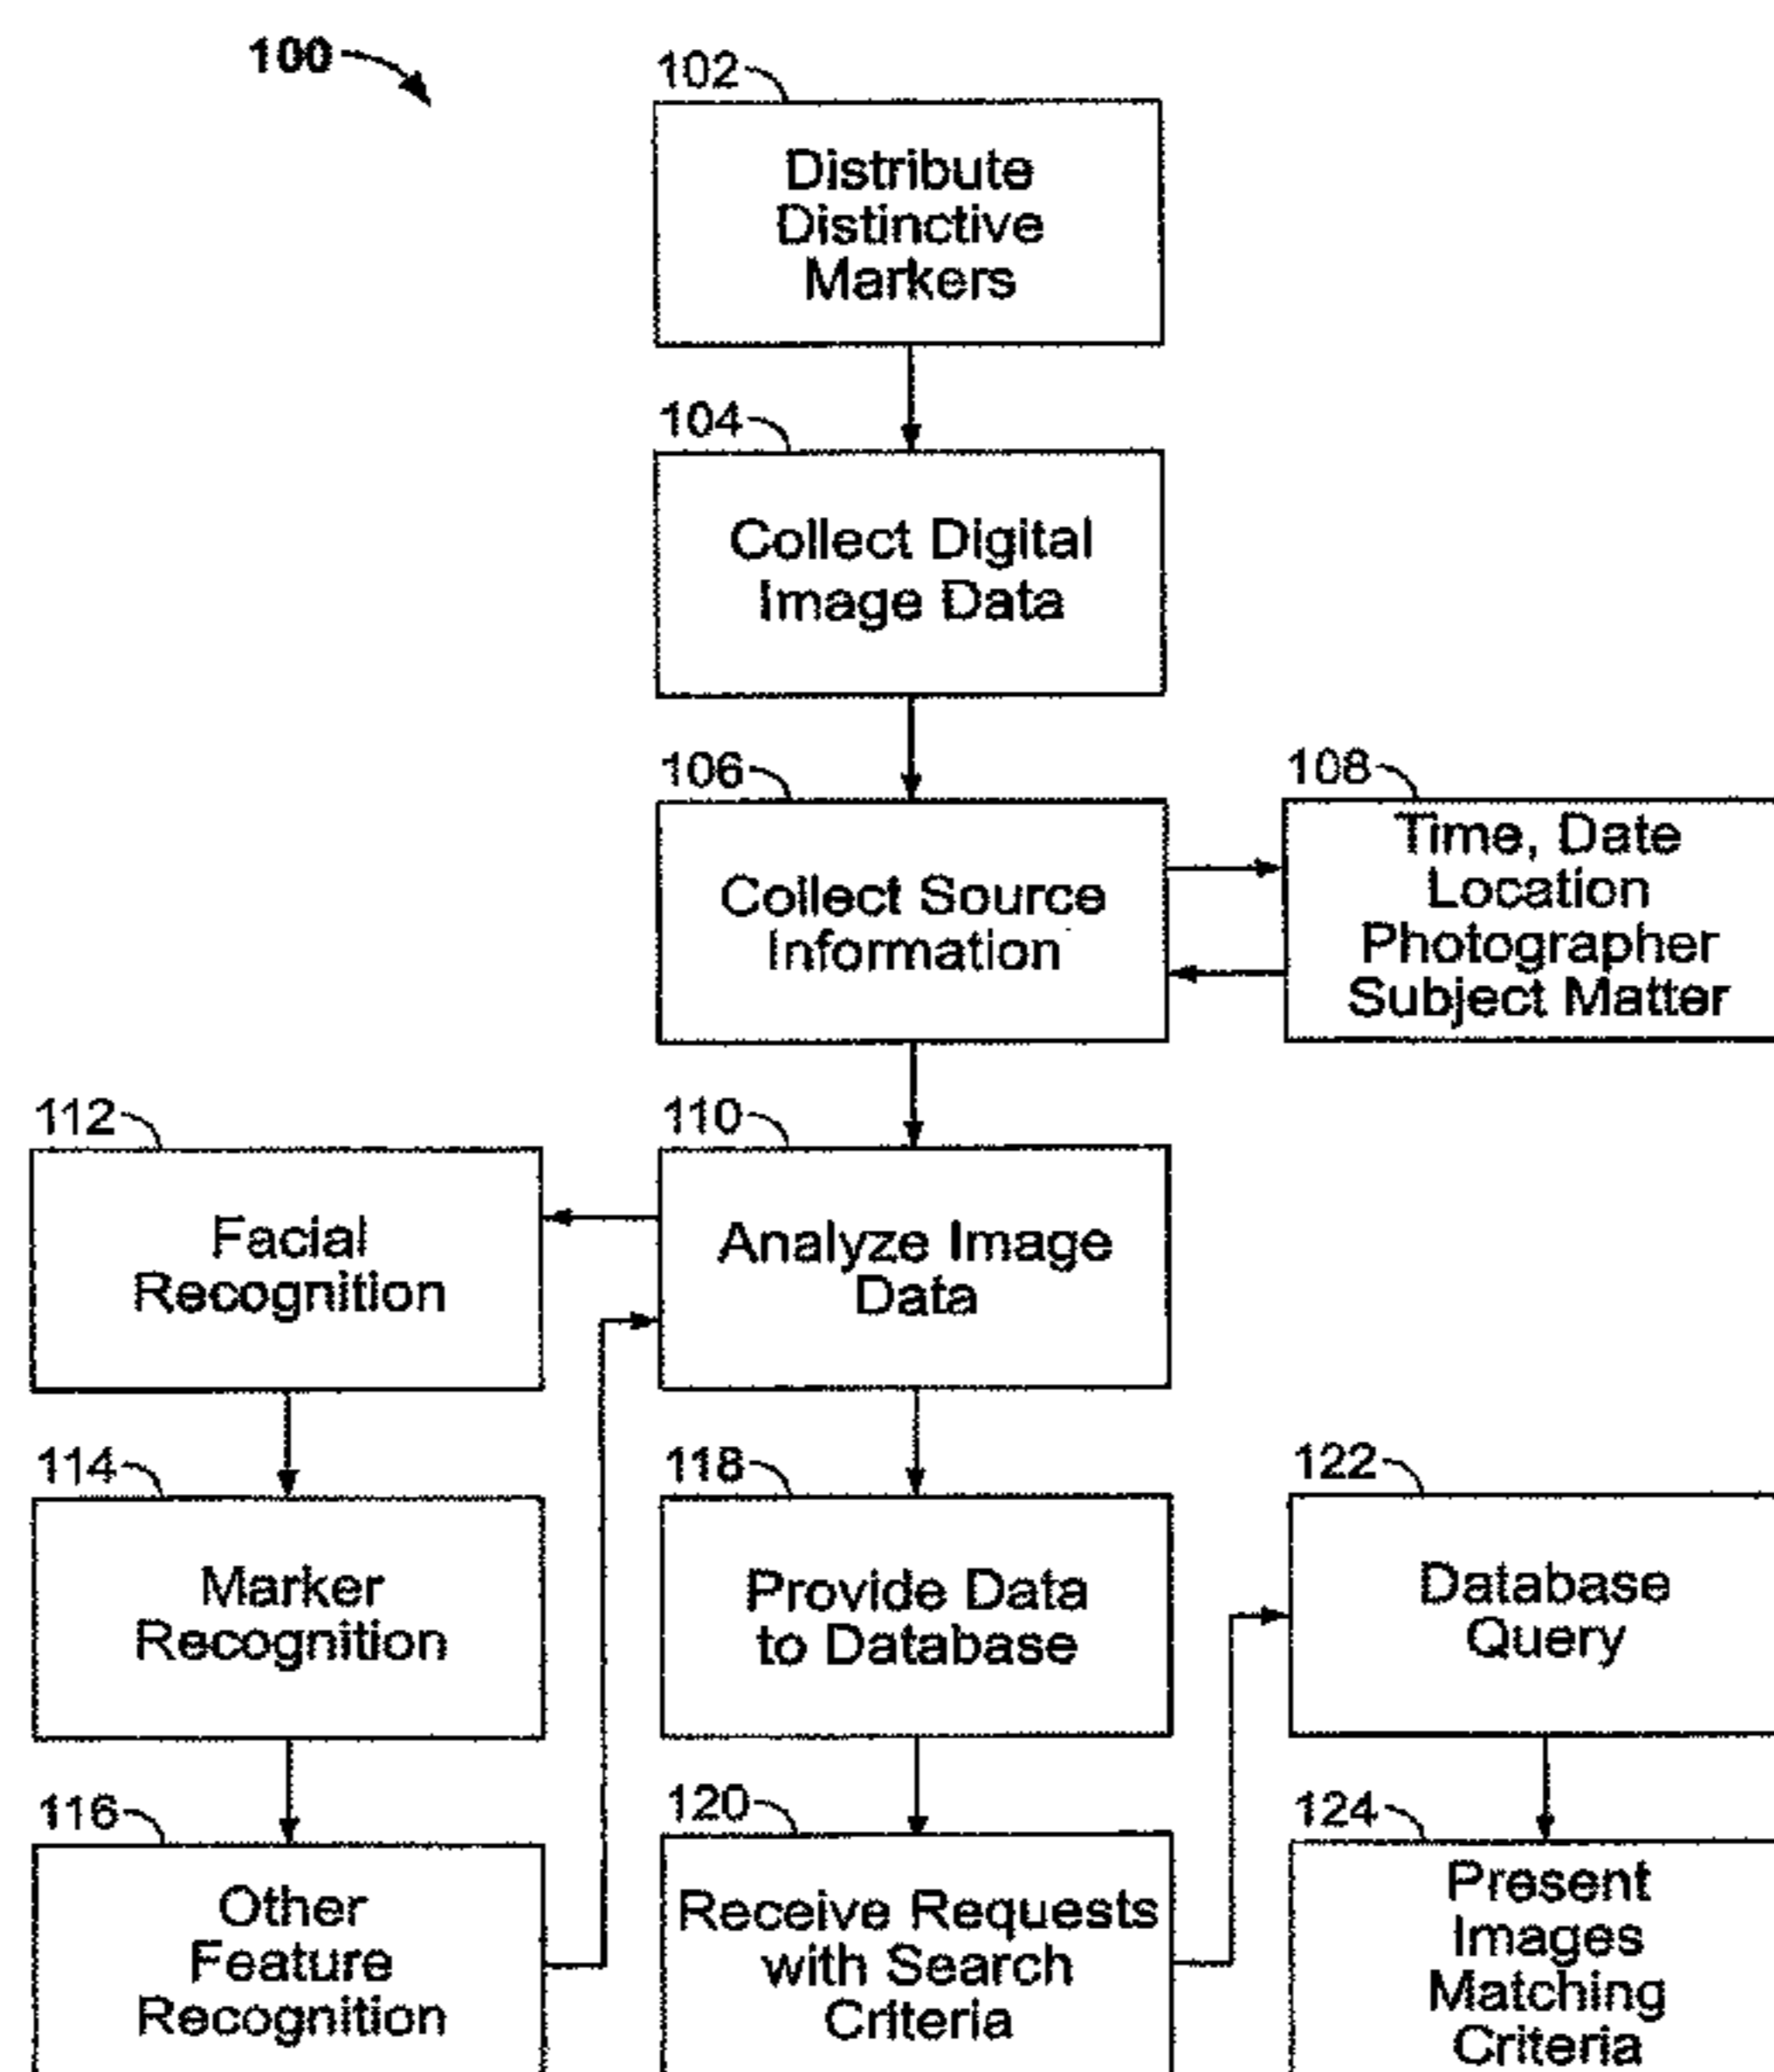 100
102
Distribute
Distinctive
Markers
104
Collect Digital
Image Data
106
Collect Source
Information
108
Time, Date
Location
Photographer
Subject Matter
110
Analyze Image
Data
112
Facial
Recognition
114
Marker
Recognition
116
Other
Feature
Recognition
118
Provide Data
to Database
120
Receive Requests
with Search
Criteria
122
Database
Query
124
Present
Images
Matching
Criteria